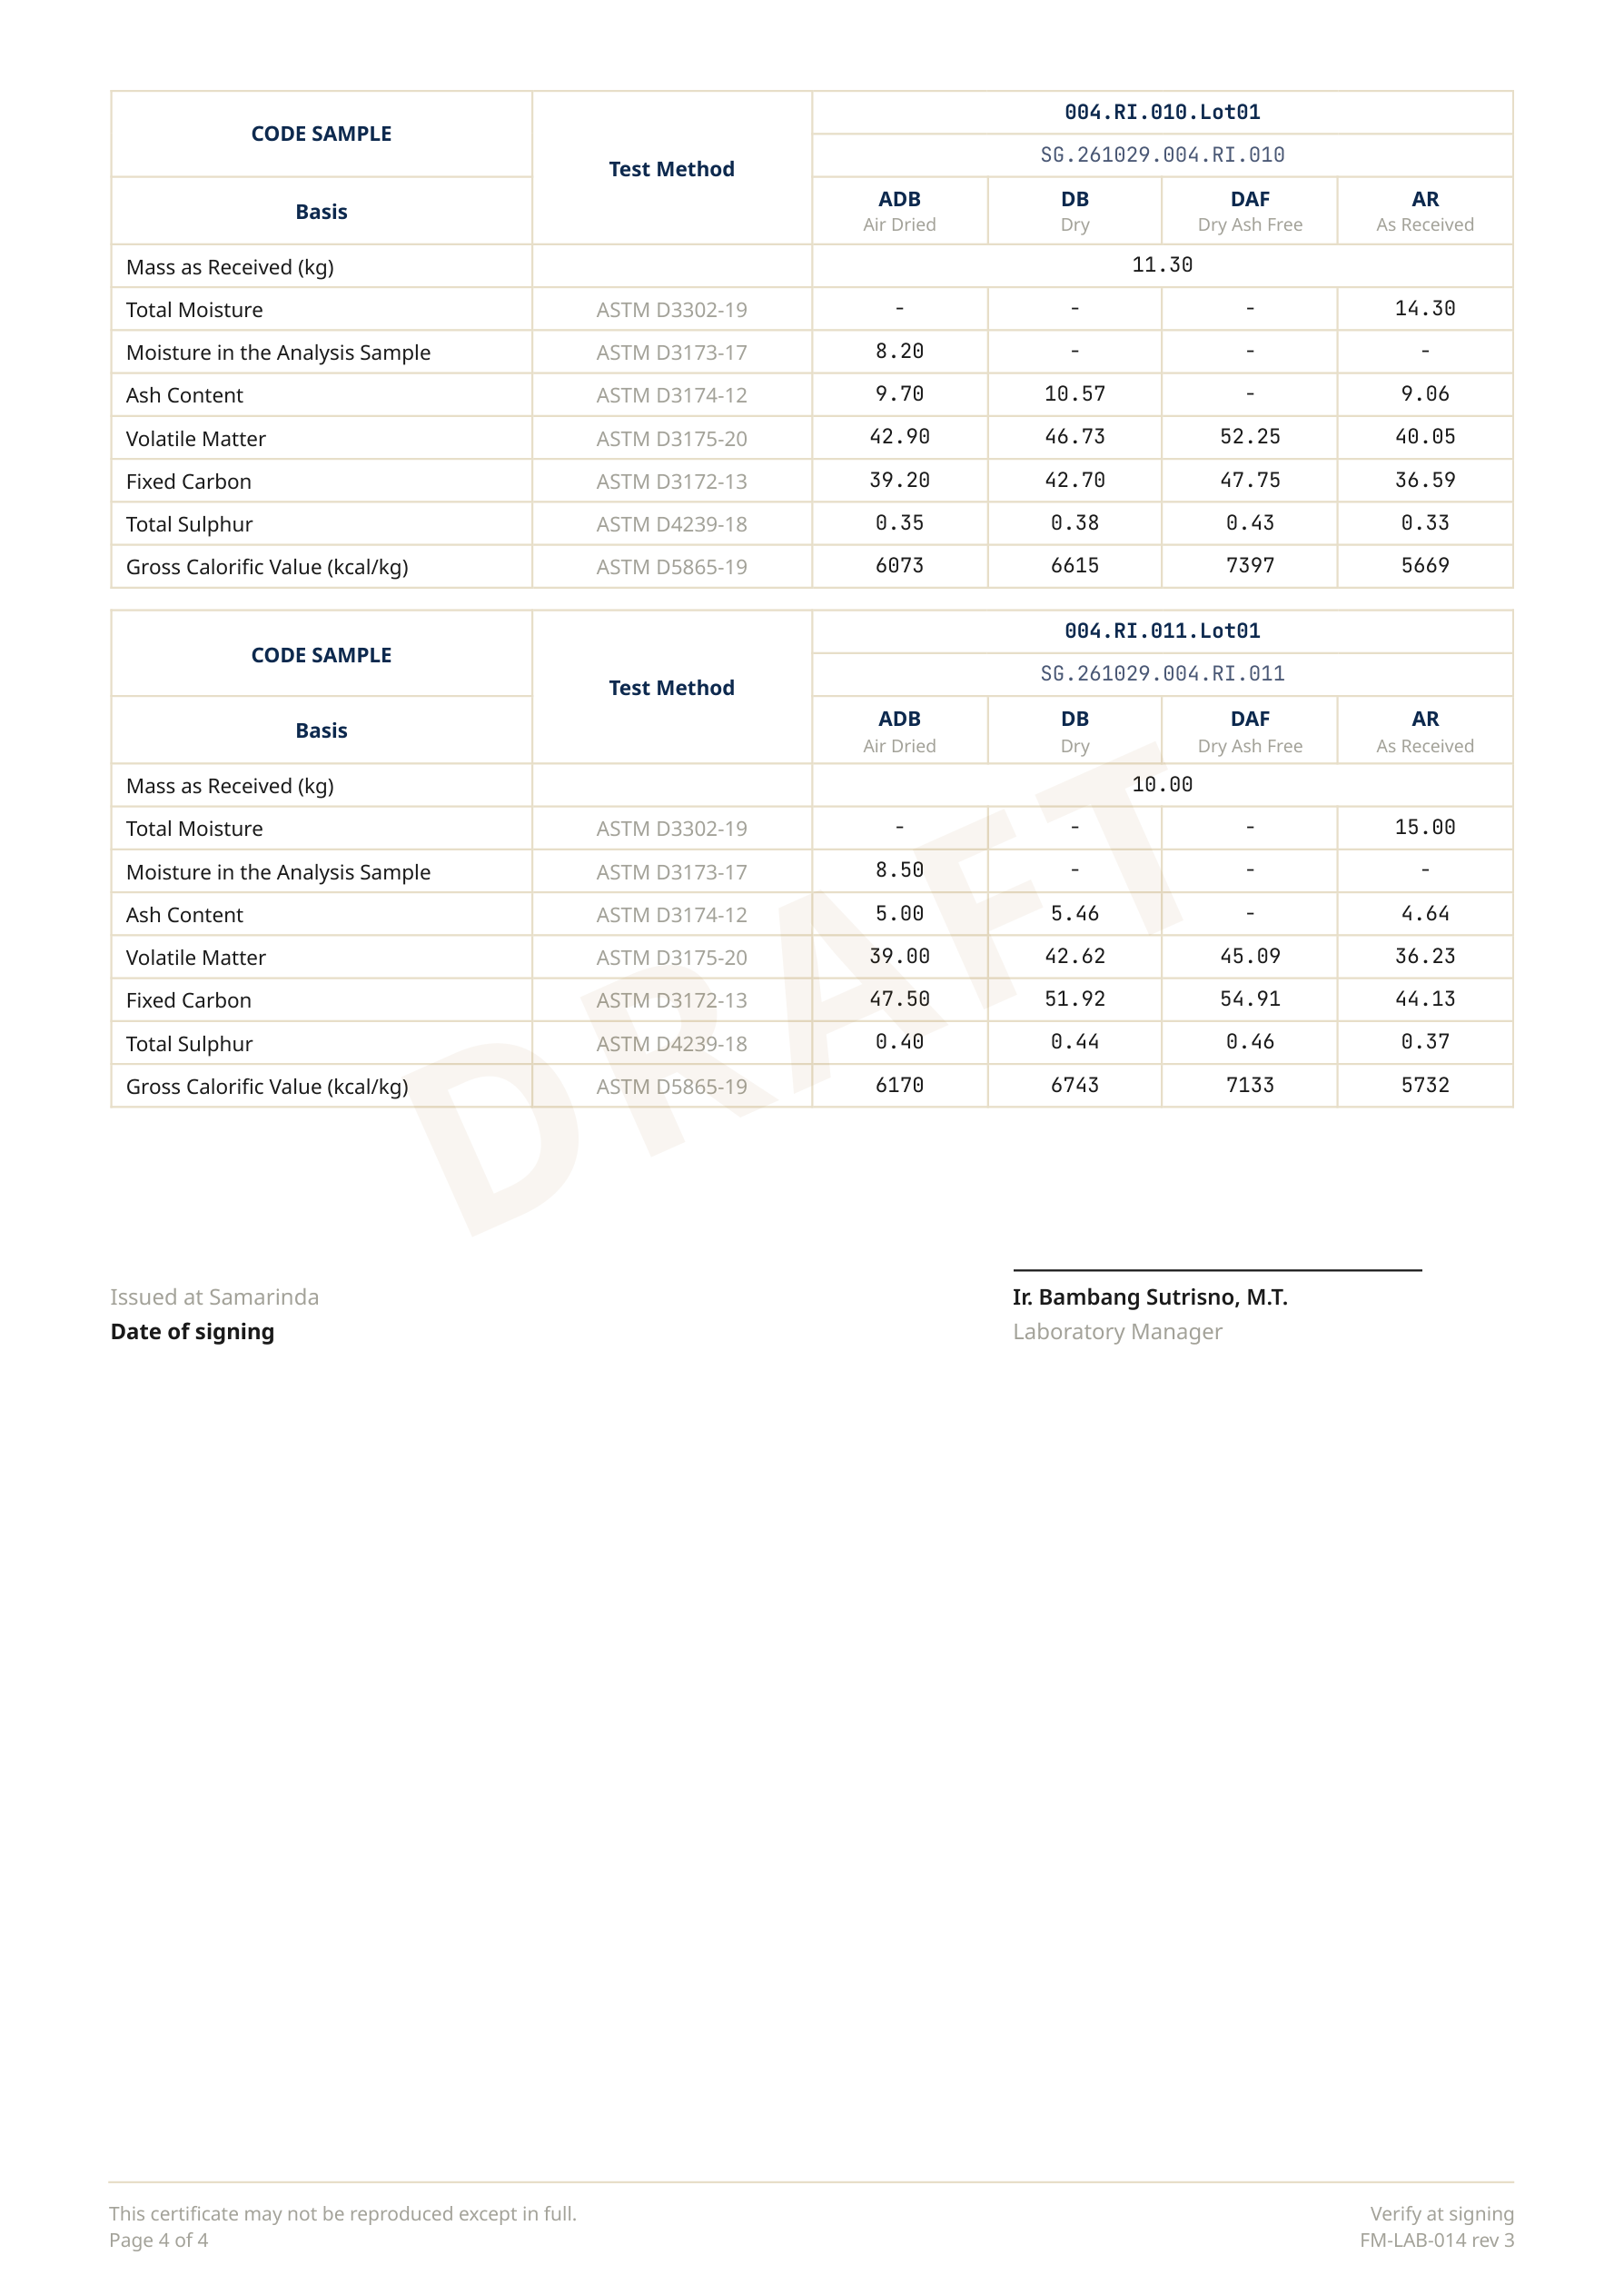 CODE SAMPLE Test Method 004.RI.010.Lot01
SG.261029.004.RI.010
Basis ADB DB DAF AR
Air Dried Dry Dry Ash Free As Received
Mass as Received (kg) 11.30
Total Moisture ASTM D3302-19 - - - 14.30
Moisture in the Analysis Sample ASTM D3173-17 8.20 - - -
Ash Content ASTM D3174-12 9.70 10.57 - 9.06
Volatile Matter ASTM D3175-20 42.90 46.73 52.25 40.05
Fixed Carbon ASTM D3172-13 39.20 42.70 47.75 36.59
Total Sulphur ASTM D4239-18 0.35 0.38 0.43 0.33
Gross Calorific Value (kcal/kg) ASTM D5865-19 6073 6615 7397 5669
CODE SAMPLE Test Method 004.RI.011.Lot01
SG.261029.004.RI.011
Basis ADB DB DAF AR
Air Dried Dry Dry Ash Free As Received
Mass as Received (kg) 10.00
Total Moisture ASTM D3302-19 - - - 15.00
Moisture in the Analysis Sample ASTM D3173-17 8.50 - - -
Ash Content ASTM D3174-12 5.00 5.46 - 4.64
Volatile Matter ASTM D3175-20 39.00 42.62 45.09 36.23
Fixed Carbon ASTM D3172-13 47.50 51.92 54.91 44.13
Total Sulphur ASTM D4239-18 0.40 0.44 0.46 0.37
Gross Calorific Value (kcal/kg) ASTM D5865-19 6170 6743 7133 5732
DRAFT
Issued at Samarinda Ir. Bambang Sutrisno, M.T.
Date of signing Laboratory Manager
This certificate may not be reproduced except in full. Verify at signing
Page 4 of 4 FM-LAB-014 rev 3